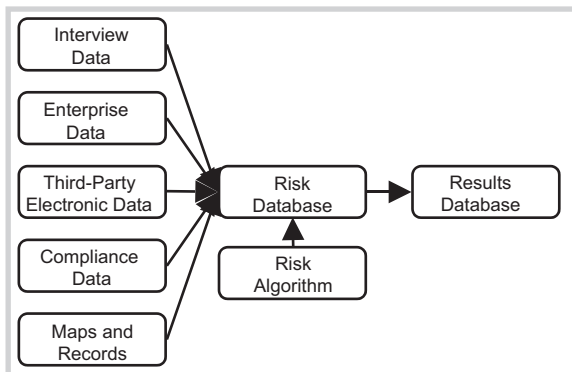 Interview
Data
Enterprise
Data
Third-Party
Electronic Data
Compliance
Data
Maps and
Records
Risk
Database
Risk
Algorithm
Results
Database